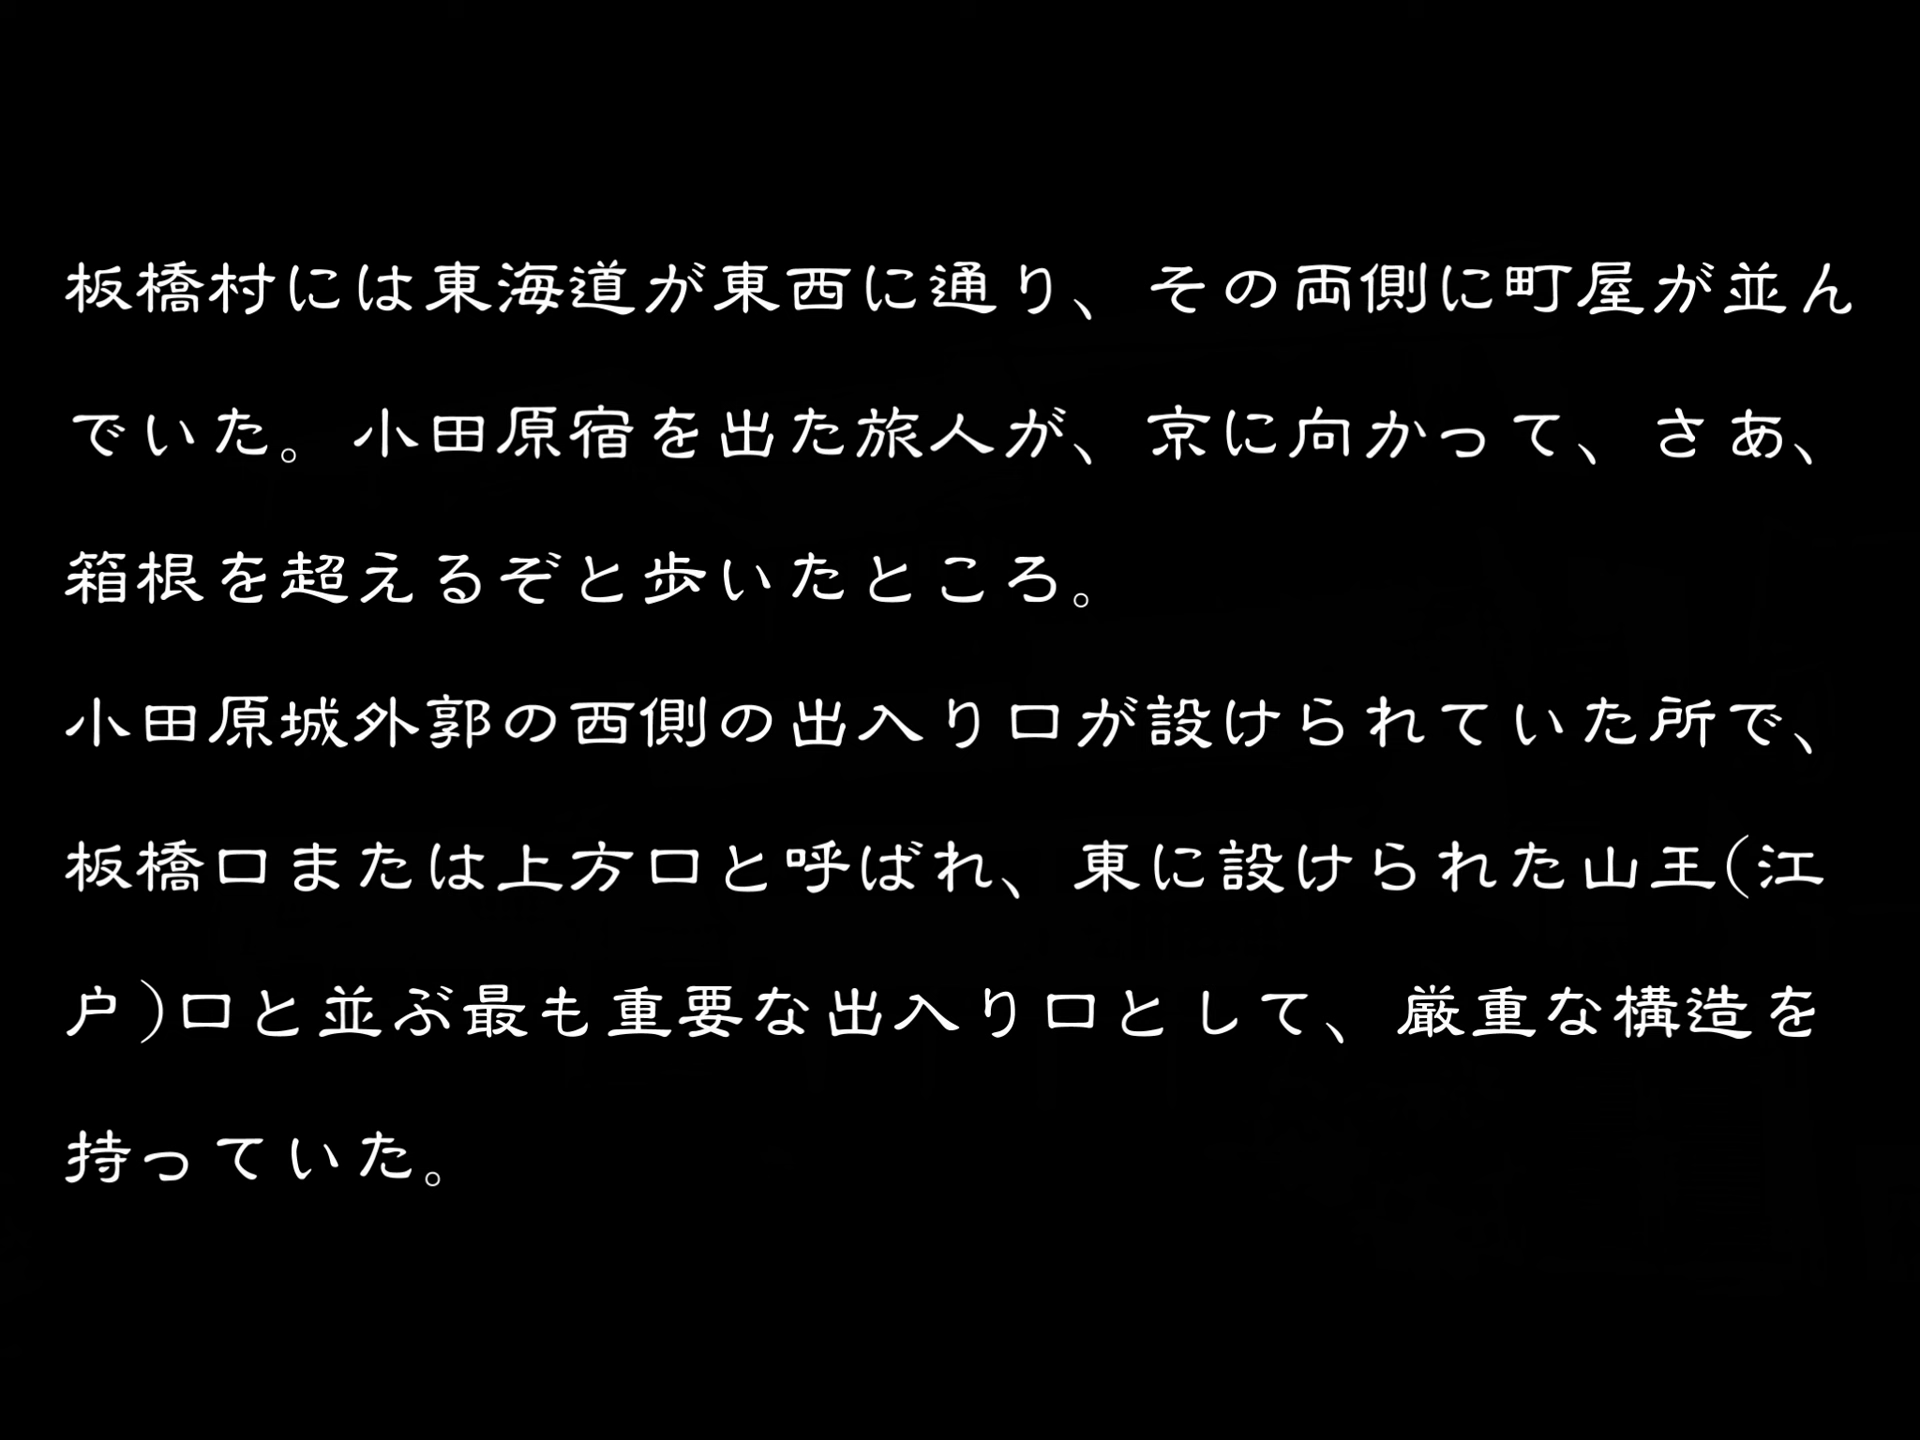 板橋村には東海道が東西に通り、その両側に町屋が並ん
でいた。小田原宿を出た旅人が、京に向かって、さあ、
箱根を超えるぞと歩いたところ。
小田原城外郭の西側の出入り口が設けられていた所で、
板橋口または上方口と呼ばれ、東に設けられた山王(江
戸)口と並ぶ最も重要な出入り口として、厳重な構造を
持っていた。